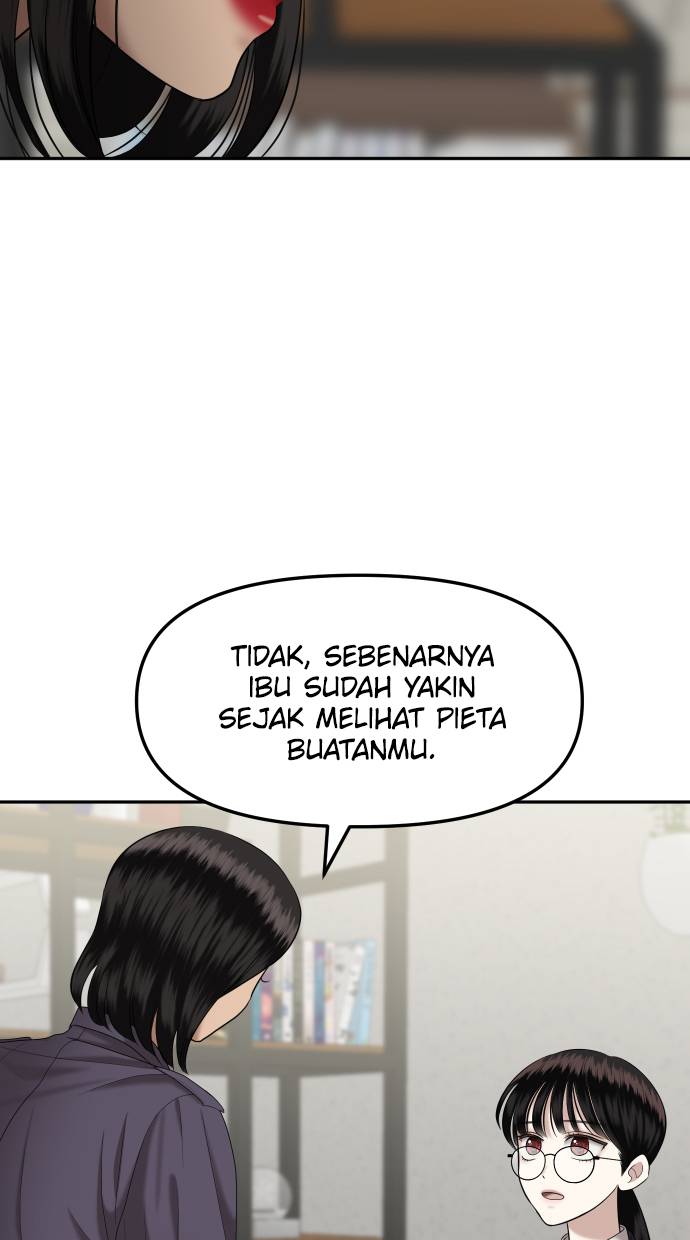 TIDAK, SEBENARNYA
IBU SUDAH YAKIN
SEJAK MELIHAT PIETA
BUATANMU.